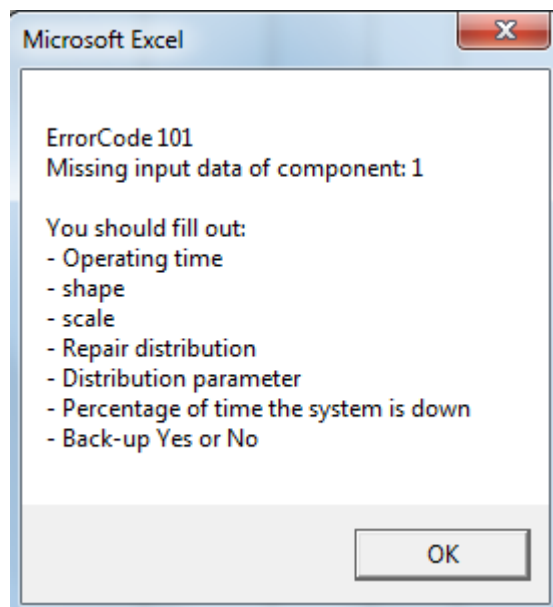 Microsoft Excel
ErrorCode 101
Missing input data of component: 1
You should fill out:
- Operating time
- shape
- scale
- Repair distribution
- Distribution parameter
- Percentage of time the system is down
- Back-up Yes or No
OK